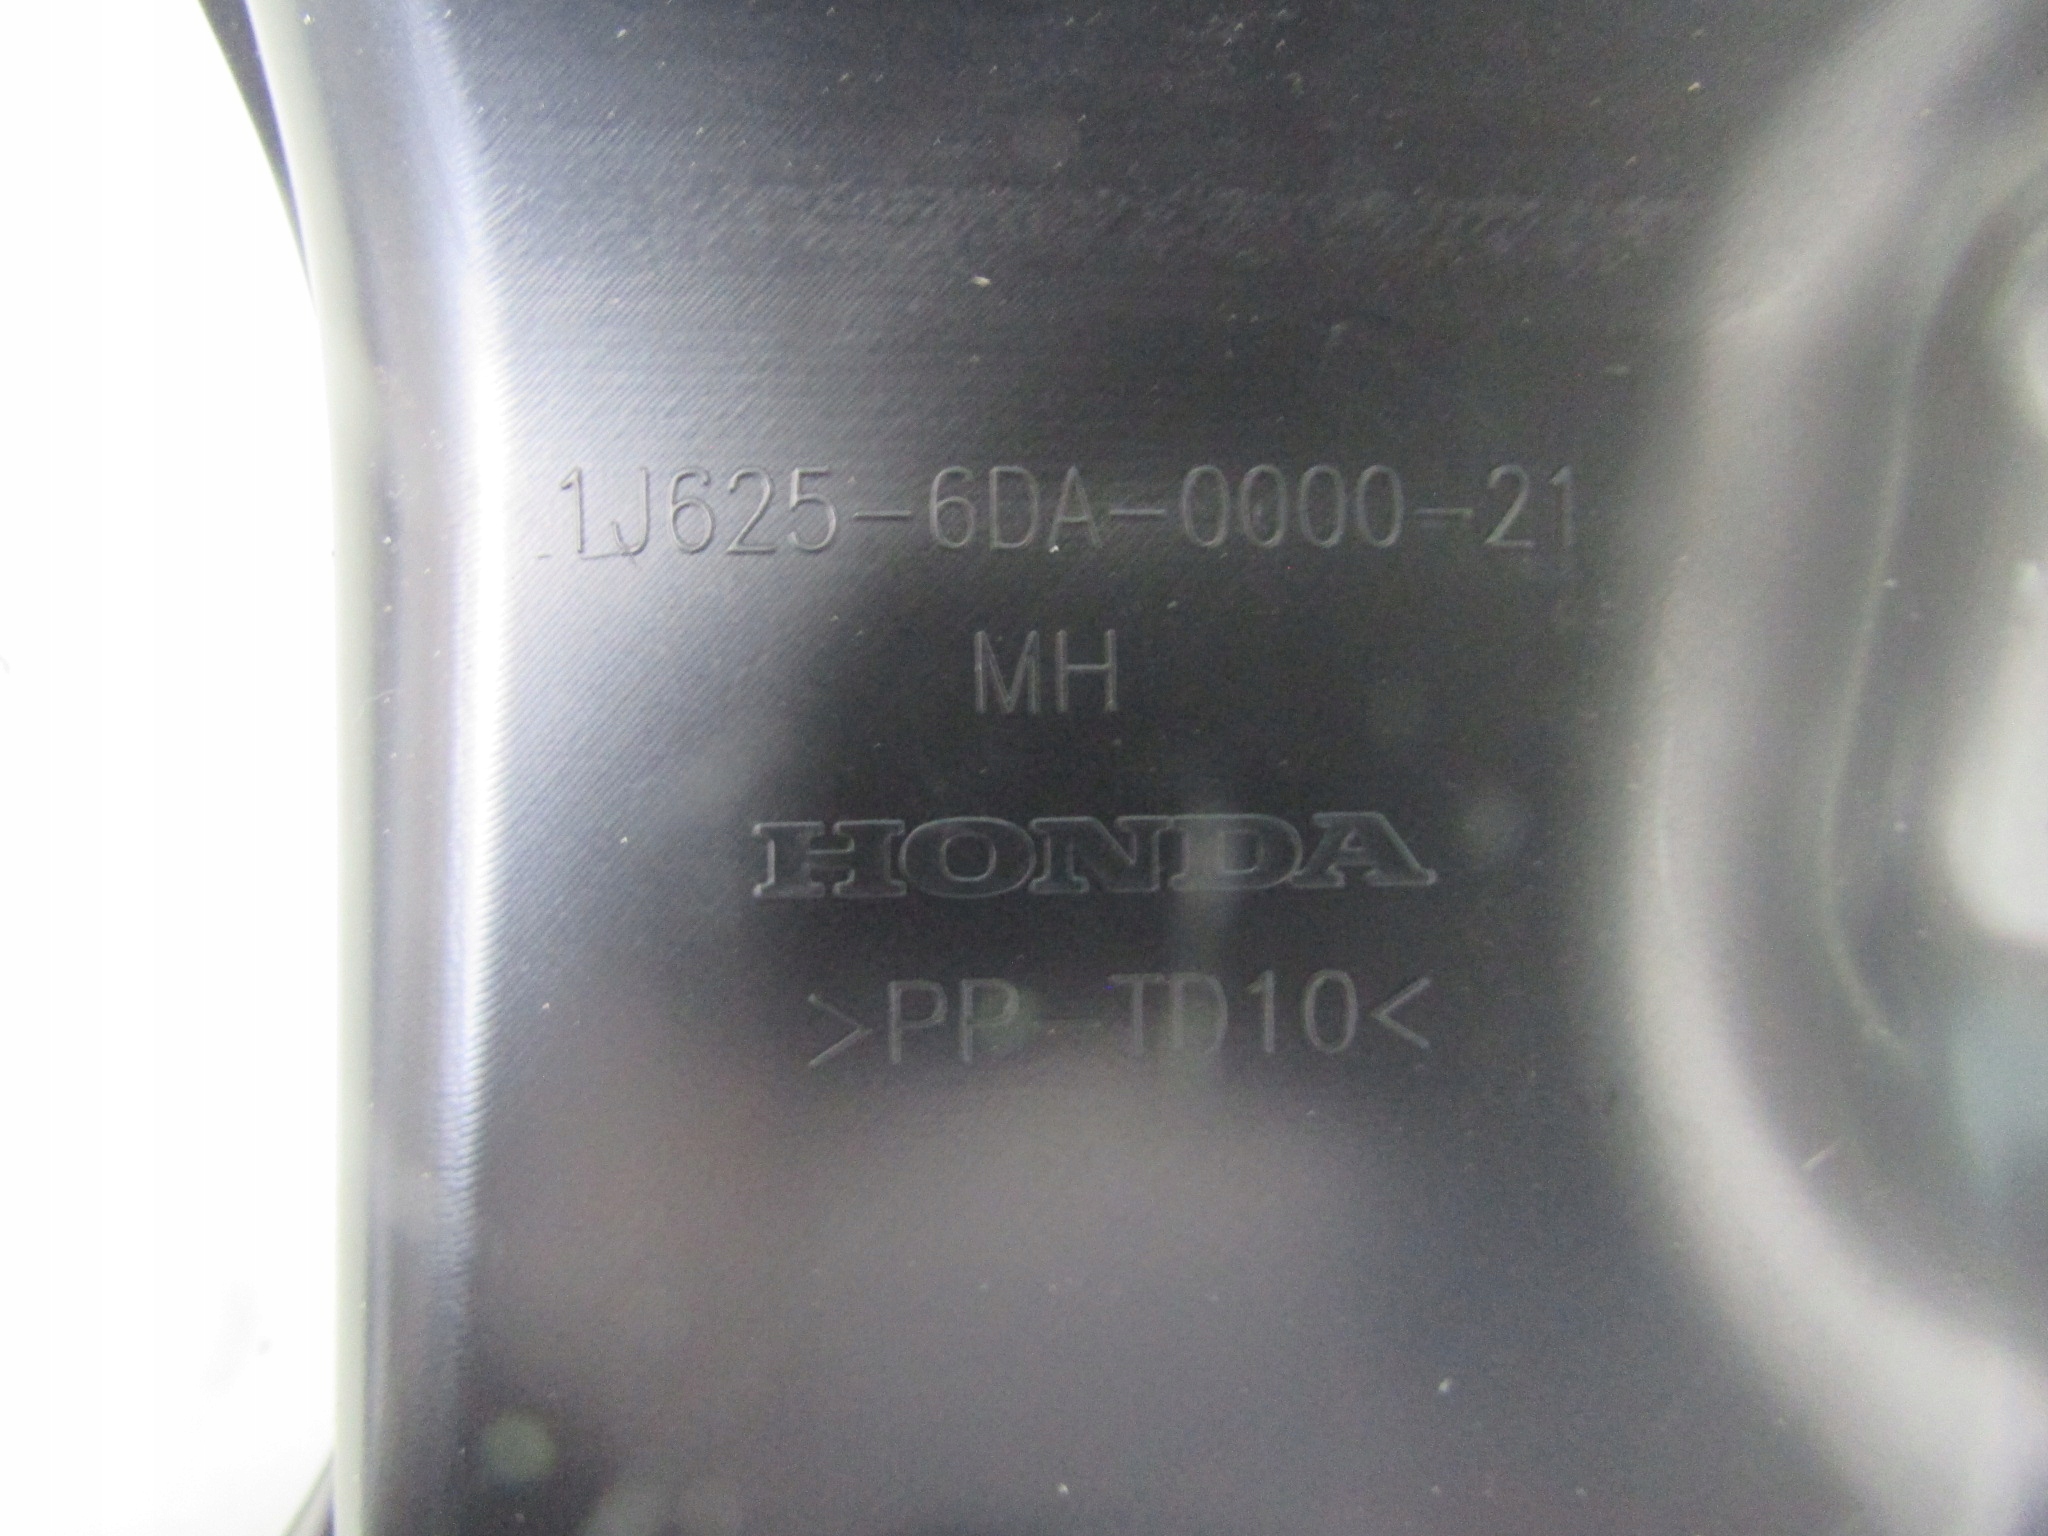 1J625-6DA-0000-21
MH
HONDA
>PP-TD10<